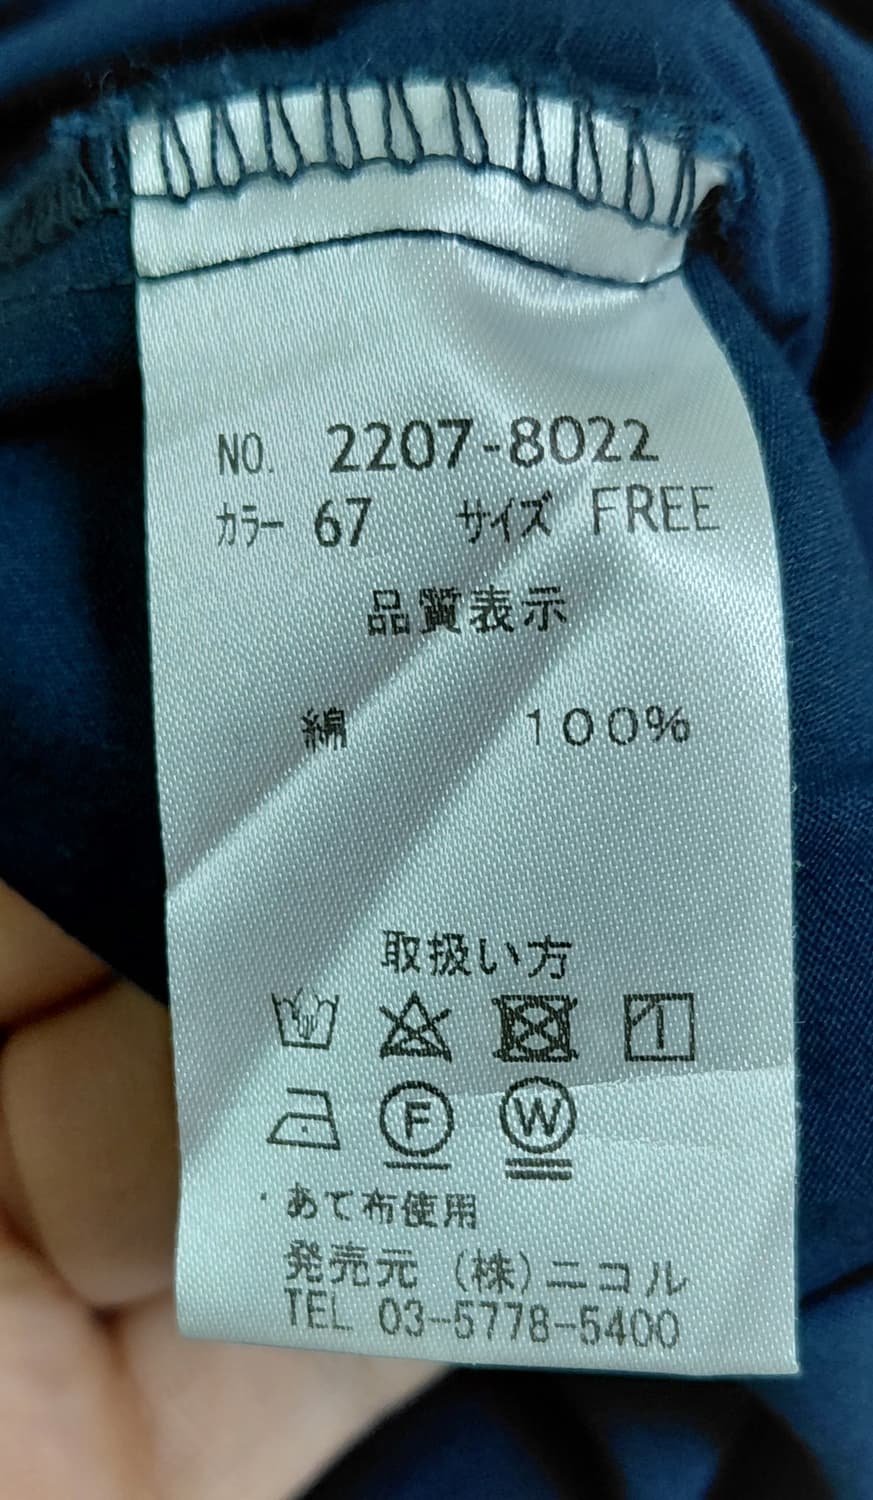 NO. 2207-8022
カラー 67 サイズ FREE
品質表示
綿 100%
取扱い方
F W
・あて布使用
発売元 (株)ニコル
TEL 03-5778-5400